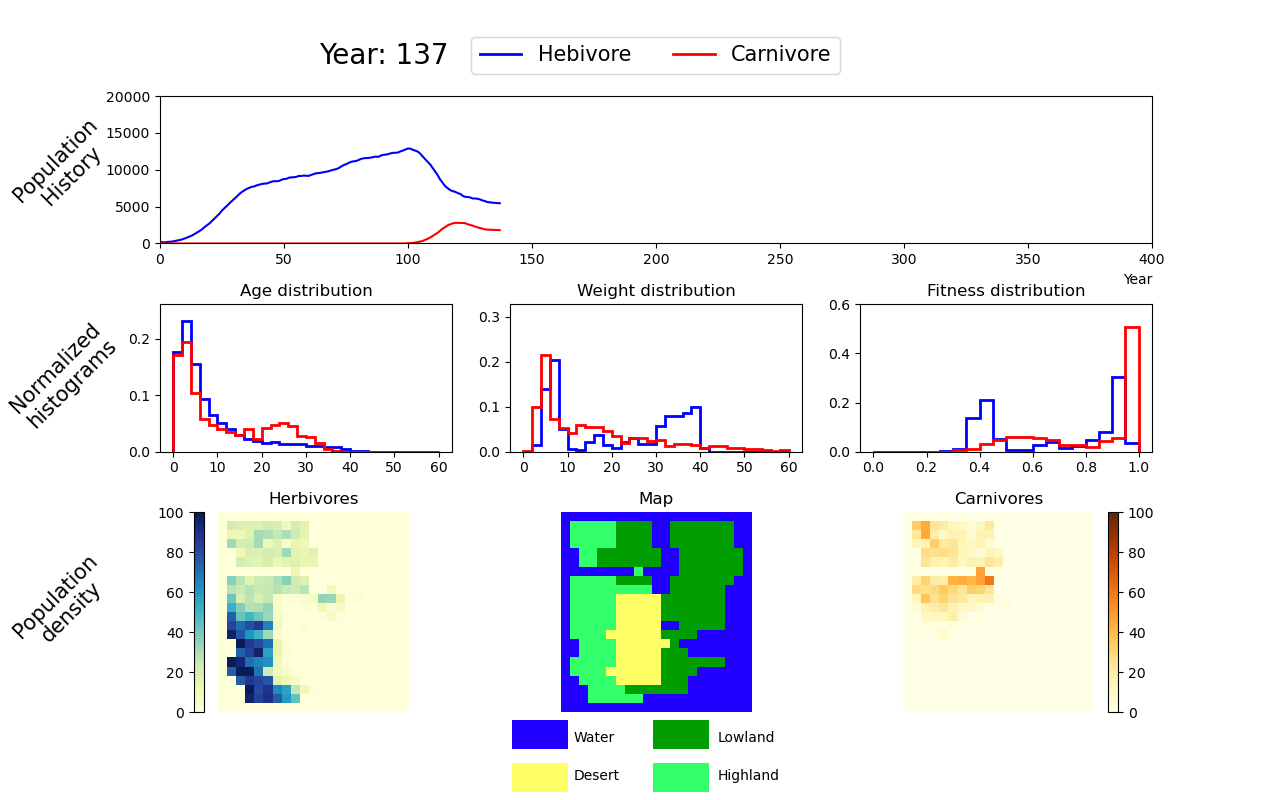 Year: 137
Hebivore
Carnivore
Population
History
20000
15000
10000
5000
0
0 50 100 150 200 250 300 350 400
Year
Normalized
histograms
Age distribution
0.2
0.1
0.0
0 10 20 30 40 50 60
Weight distribution
0.3
0.2
0.1
0.0
0 10 20 30 40 50 60
Fitness distribution
0.6
0.4
0.2
0.0
0.0 0.2 0.4 0.6 0.8 1.0
Population
density
Herbivores
100
80
60
40
20
0
Map
Carnivores
100
80
60
40
20
0
Water
Lowland
Desert
Highland